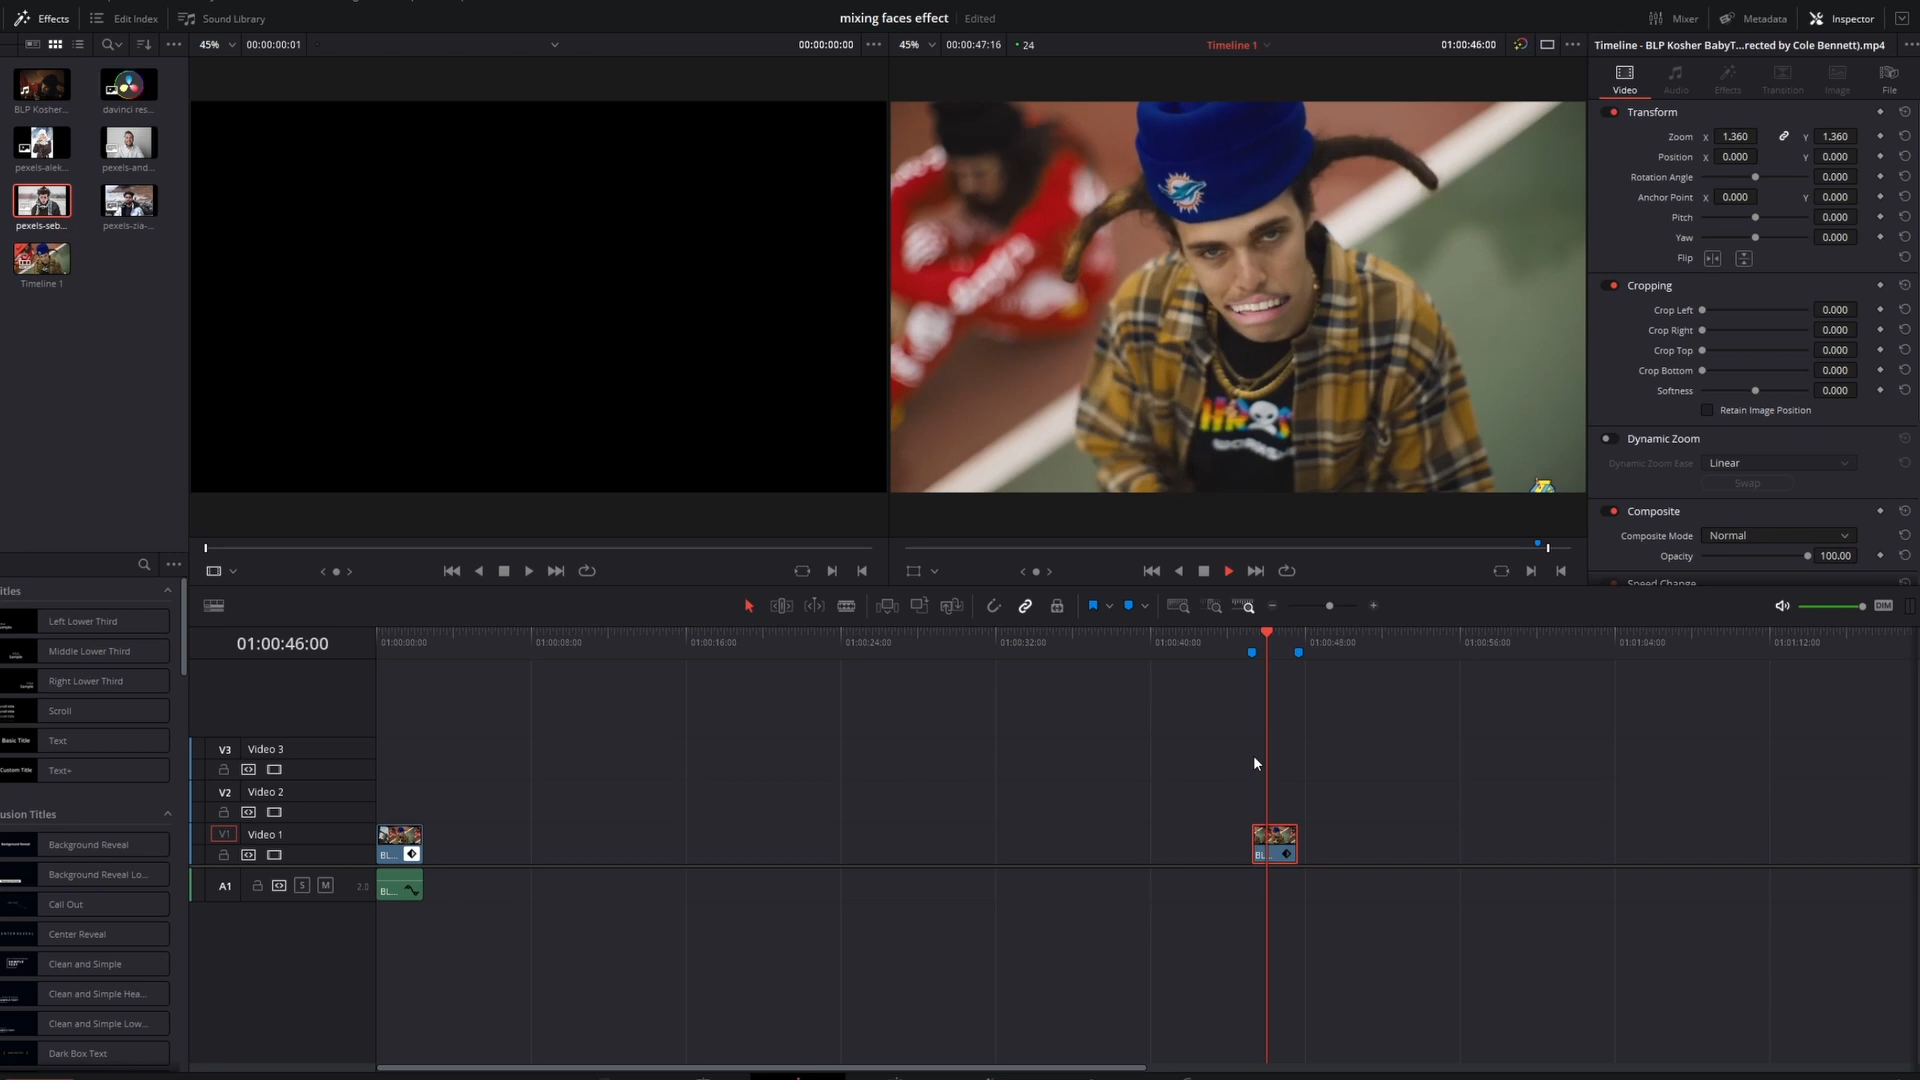 Effects
Edit Index
Sound Library
mixing faces effect
Edited
Mixer
Metadata
Inspector
45%
00:00:00:01
00:00:00:00
45%
00:00:47:16
24
Timeline 1
01:00:46:00
Timeline - BLP Kosher BabyT...rected by Cole Bennett).mp4
BLP Kosher...
davinci res...
pexels-alek...
pexels-and...
pexels-seb...
pexels-zia-...
Timeline 1
Video
Audio
Effects
Transition
Image
File
Transform
Zoom X 1.360 Y 1.360
Position X 0.000 Y 0.000
Rotation Angle 0.000
Anchor Point X 0.000 Y 0.000
Pitch 0.000
Yaw 0.000
Flip
Cropping
Crop Left 0.000
Crop Right 0.000
Crop Top 0.000
Crop Bottom 0.000
Softness 0.000
Retain Image Position
Dynamic Zoom
Dynamic Zoom Ease Linear
Swap
Composite
Composite Mode Normal
Opacity 100.00
Speed Change
itles
Left Lower Third
Middle Lower Third
Right Lower Third
Scroll
Basic Title Text
Custom Title Text+
usion Titles
Background Reveal
Background Reveal Lo...
Call Out
Center Reveal
Clean and Simple
Clean and Simple Hea...
Clean and Simple Low...
Dark Box Text
DIM
01:00:46:00
01:00:00:00
01:00:08:00
01:00:16:00
01:00:24:00
01:00:32:00
01:00:40:00
01:00:48:00
01:00:56:00
01:01:04:00
01:01:12:00
V3 Video 3
V2 Video 2
V1 Video 1
BL...
BL...
A1 S M 2.0
BL...